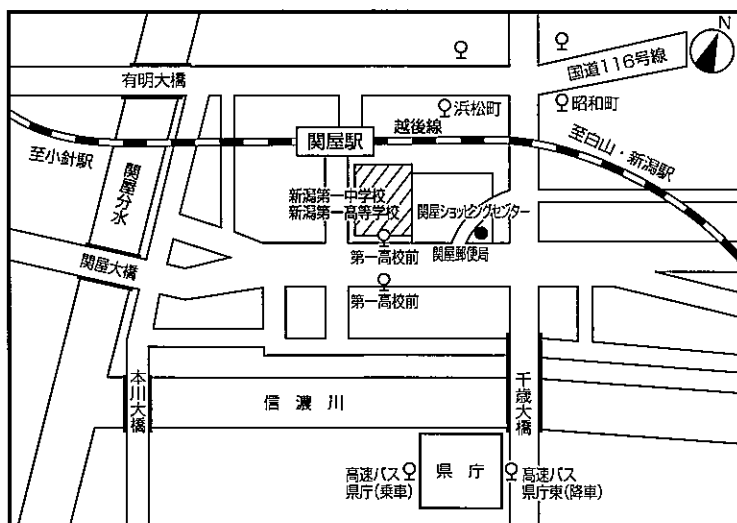 N
国道116号線
有明大橋
浜松町
昭和町
関屋駅
越後線
至小針駅
至白山・新潟駅
関屋分水
新潟第一中学校
新潟第一高等学校
関屋ショッピングセンター
第一高校前
関屋郵便局
関屋大橋
第一高校前
本川大橋
信濃川
千歳大橋
高速バス
県庁(乗車)
県庁
高速バス
県庁東(降車)